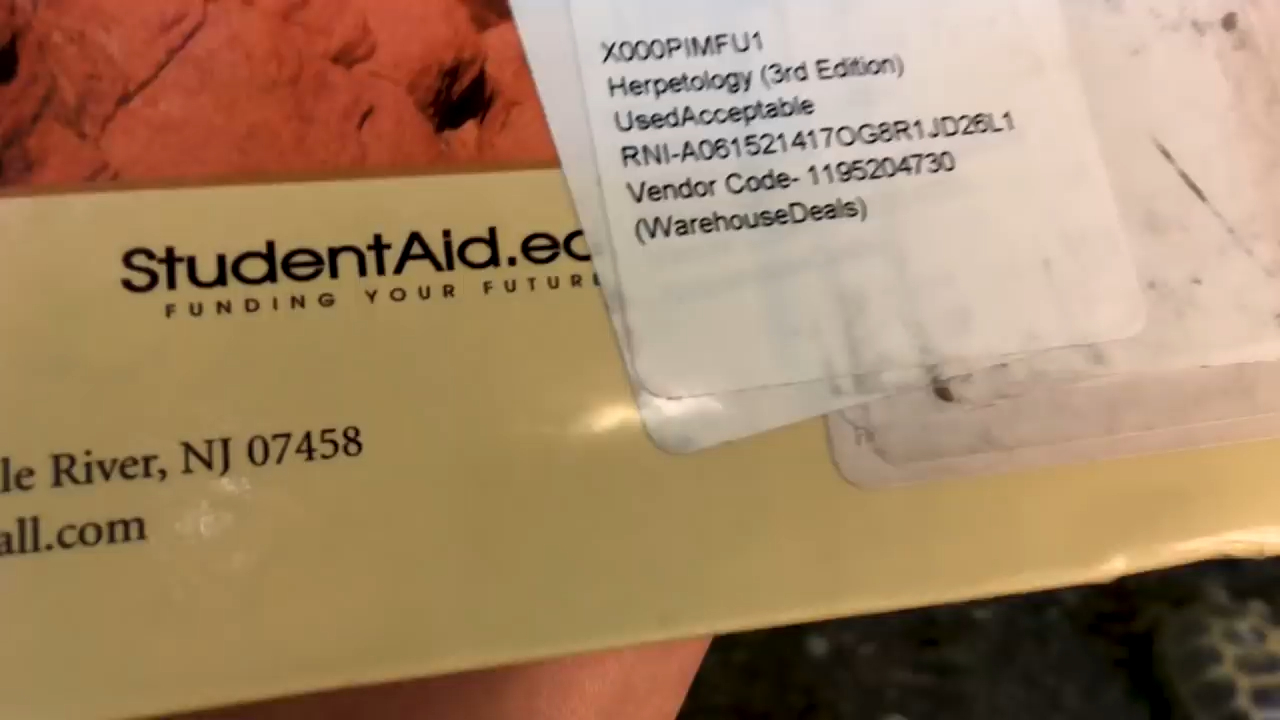 X000PIMFU1
Herpetology (3rd Edition)
UsedAcceptable
RNI-A061521417OG8R1JD26L1
Vendor Code- 1195204730
(WarehouseDeals)
StudentAid.ed
FUNDING YOUR FUTURE
le River, NJ 07458
all.com